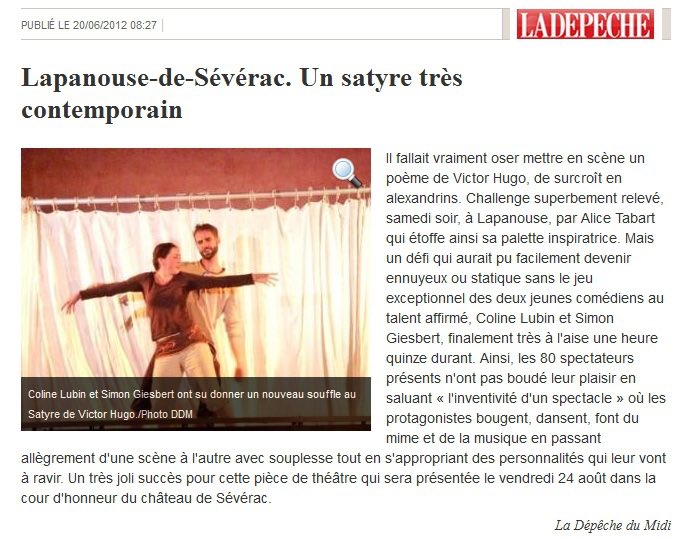 PUBLIÉ LE 20/06/2012 08:27
LADEPECHE
Lapanouse-de-Sévérac. Un satyre très
contemporain
Il fallait vraiment oser mettre en scène un
poème de Victor Hugo, de surcroît en
alexandrins. Challenge superbement relevé,
samedi soir, à Lapanouse, par Alice Tabart
qui étoffe ainsi sa palette inspiratrice. Mais
un défi qui aurait pu facilement devenir
ennuyeux ou statique sans le jeu
exceptionnel des deux jeunes comédiens au
talent affirmé, Coline Lubin et Simon
Giesbert, finalement très à l'aise une heure
quinze durant. Ainsi, les 80 spectateurs
présents n'ont pas boudé leur plaisir en
saluant « l'inventivité d'un spectacle » où les
protagonistes bougent, dansent, font du
mime et de la musique en passant
allègrement d'une scène à l'autre avec souplesse tout en s'appropriant des personnalités qui leur vont
à ravir. Un très joli succès pour cette pièce de théâtre qui sera présentée le vendredi 24 août dans la
cour d'honneur du château de Sévérac.
Coline Lubin et Simon Giesbert ont su donner un nouveau souffle au
Satyre de Victor Hugo./Photo DDM
La Dépêche du Midi